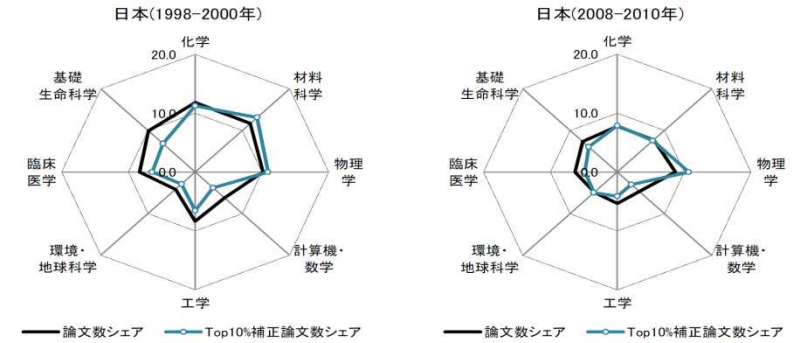 日本(1998-2000年)
化学
20.0
基礎
生命科学
材料
科学
10.0
臨床
医学
0.0
物理
学
環境・
地球科学
計算機・
数学
工学
論文数シェア
Top10%補正論文数シェア
日本(2008-2010年)
化学
20.0
基礎
生命科学
材料
科学
10.0
臨床
医学
0.0
物理
学
環境・
地球科学
計算機・
数学
工学
論文数シェア
Top10%補正論文数シェア